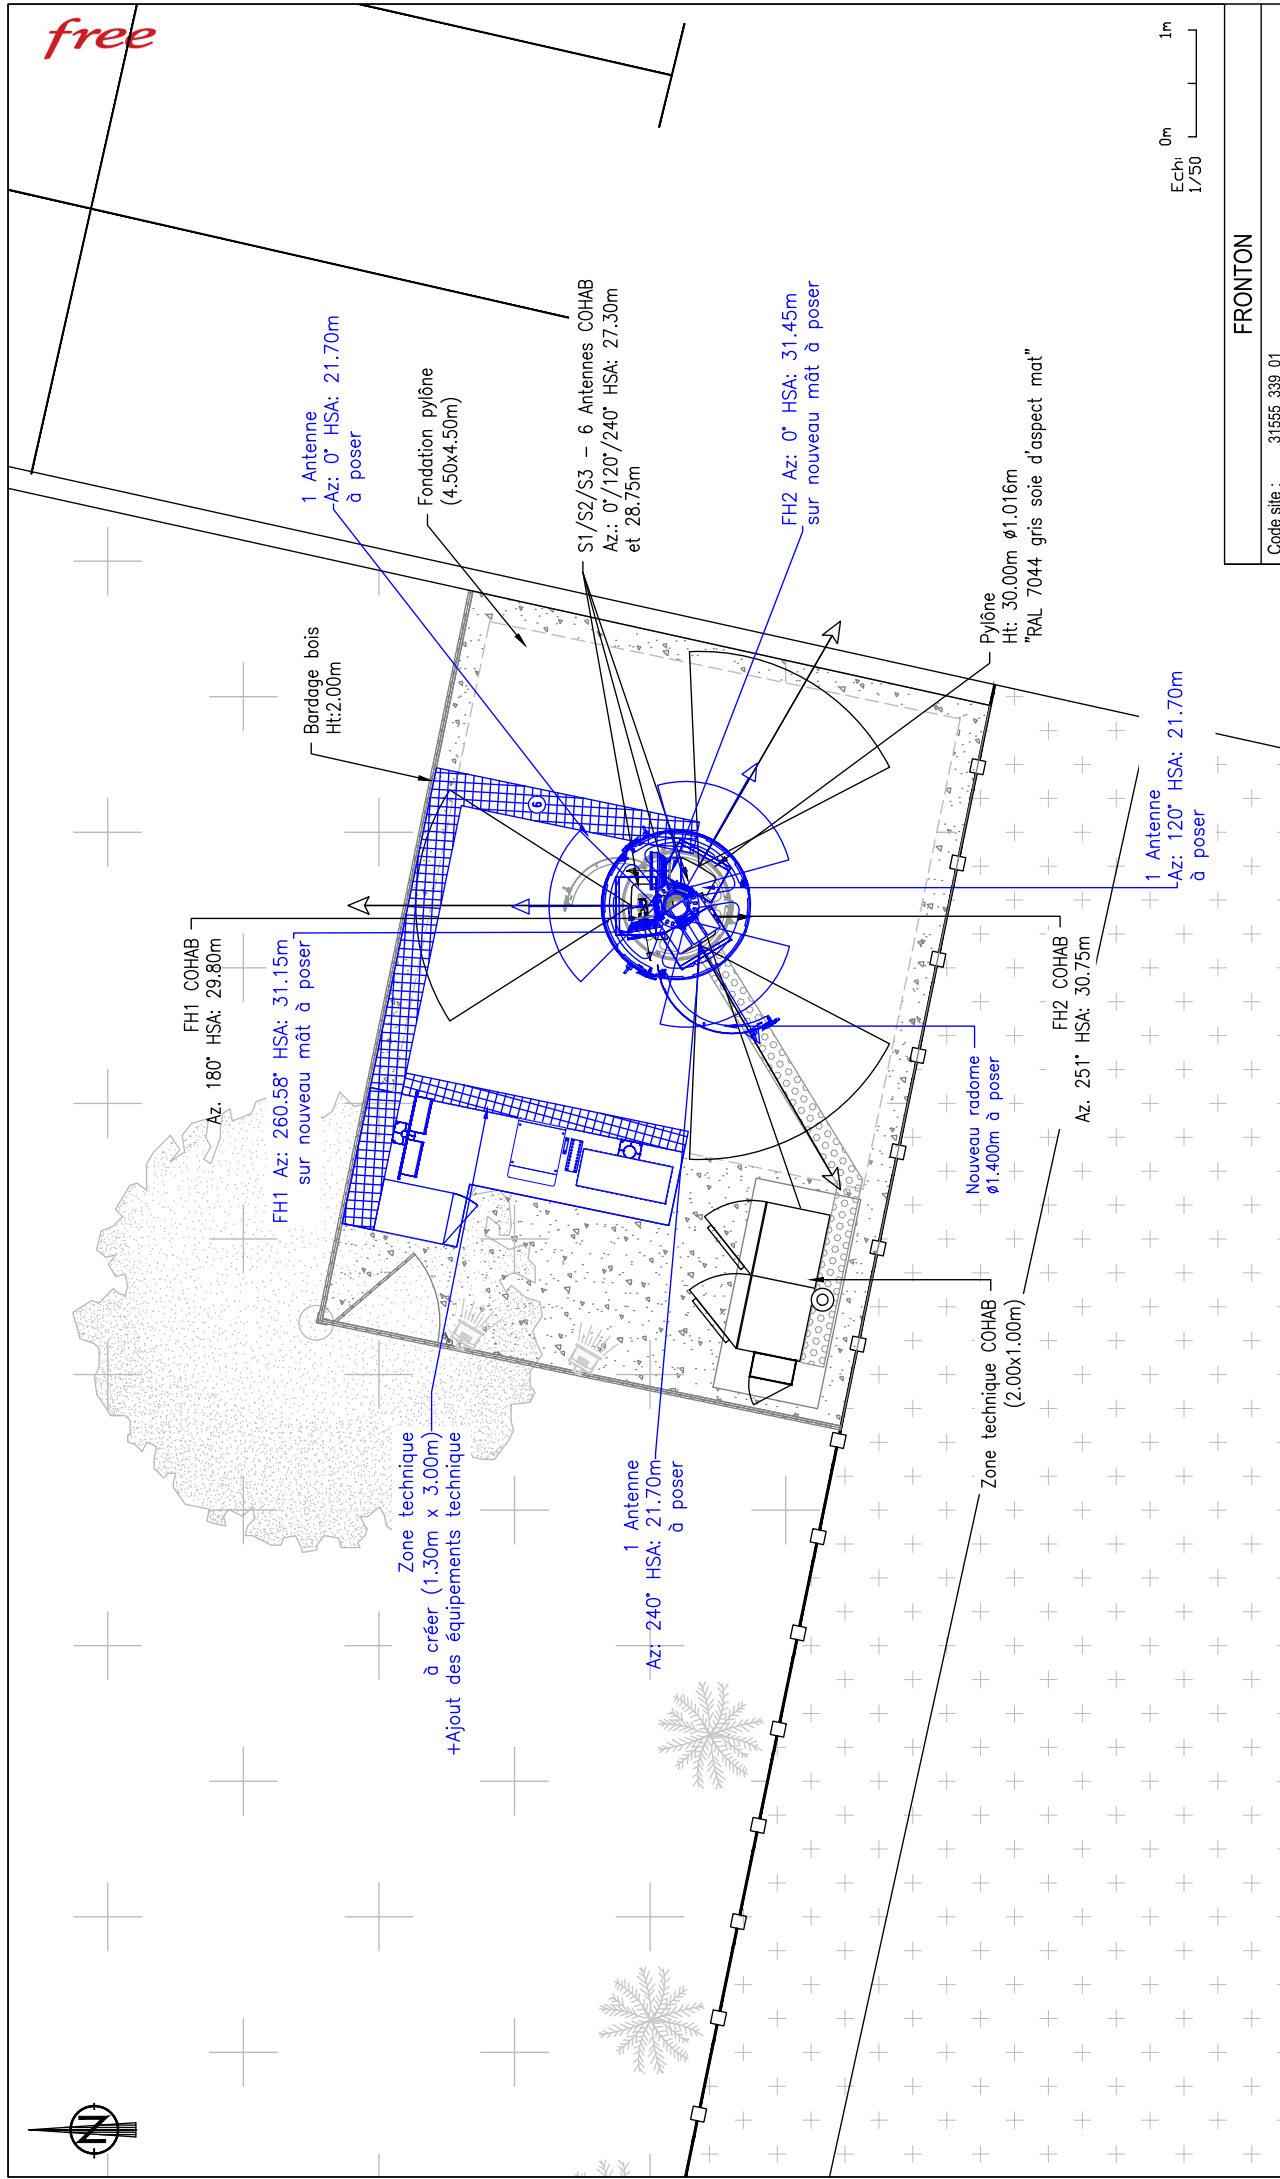 free
FH1 COHAB
Az. 180° HSA: 29.80m
FH1 Az: 260.58° HSA: 31.15m
sur nouveau mât à poser
Bardage bois
Ht:2.00m
1 Antenne
Az: 0° HSA: 21.70m
à poser
Fondation pylône
(4.50x4.50m)
S1/S2/S3 - 6 Antennes COHAB
Az.: 0°/120°/240° HSA: 27.30m
et 28.75m
FH2 Az: 0° HSA: 31.45m
sur nouveau mât à poser
Pylône
Ht: 30.00m ø1.016m
"RAL 7044 gris soie d'aspect mat"
1 Antenne
Az: 120° HSA: 21.70m
à poser
FH2 COHAB
Az. 251° HSA: 30.75m
Nouveau radome
ø1.400m à poser
Zone technique COHAB
(2.00x1.00m)
1 Antenne
Az: 240° HSA: 21.70m
à poser
Zone technique
à créer (1.30m x 3.00m)
+Ajout des équipements technique
6
N
Ech:
1/50
0m
1m
FRONTON
Code site : 31555_339_01